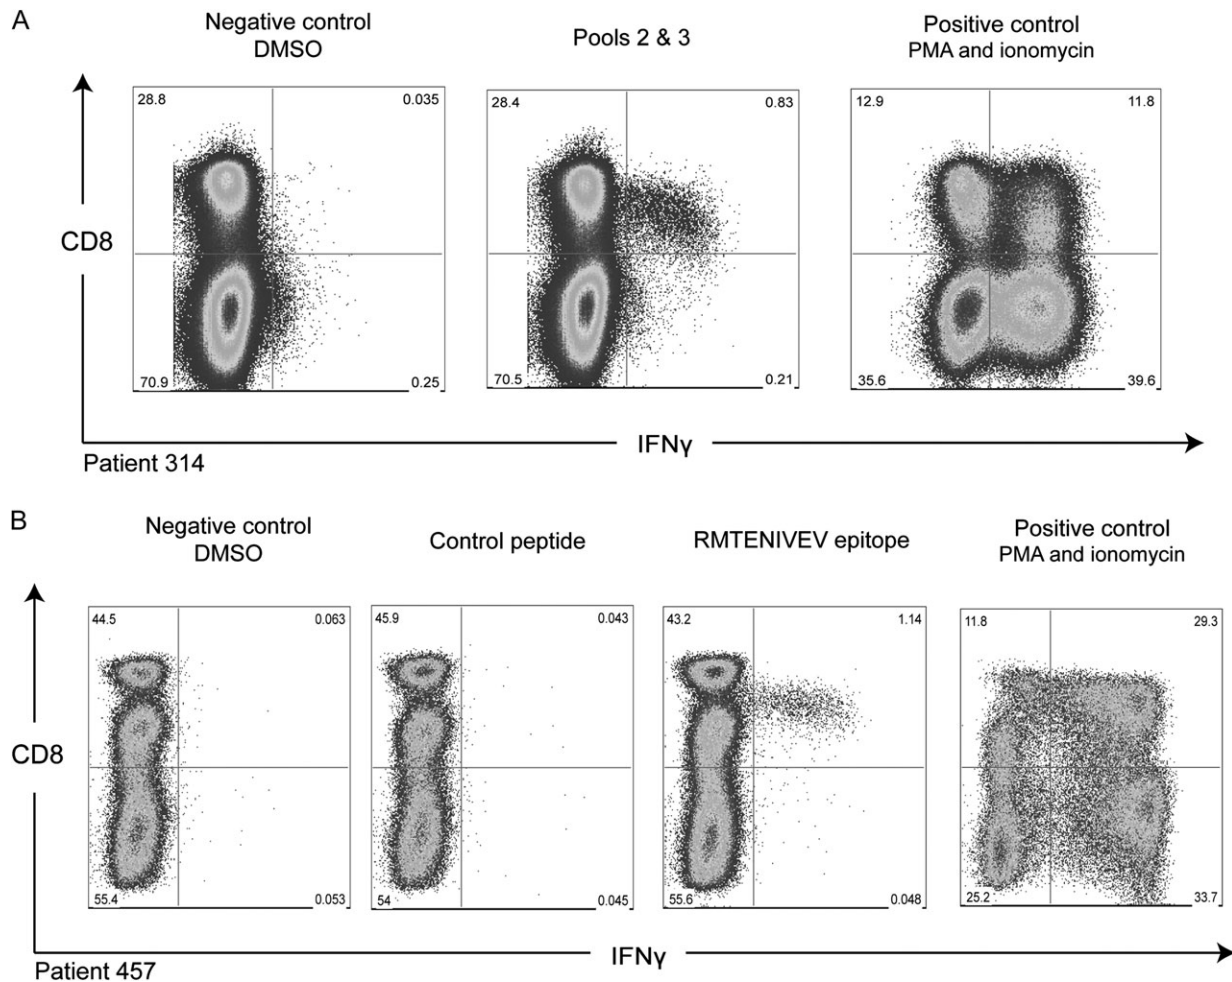 A
Negative control
DMSO
Pools 2 & 3
Positive control
PMA and ionomycin
28.8
0.035
28.4
0.83
12.9
11.8
CD8
70.9
0.25
70.5
0.21
35.6
39.6
IFNγ
Patient 314
B
Negative control
DMSO
Control peptide
RMTENIVEV epitope
Positive control
PMA and ionomycin
44.5
0.063
45.9
0.043
43.2
1.14
11.8
29.3
CD8
55.4
0.053
54
0.045
55.6
0.048
25.2
33.7
IFNγ
Patient 457